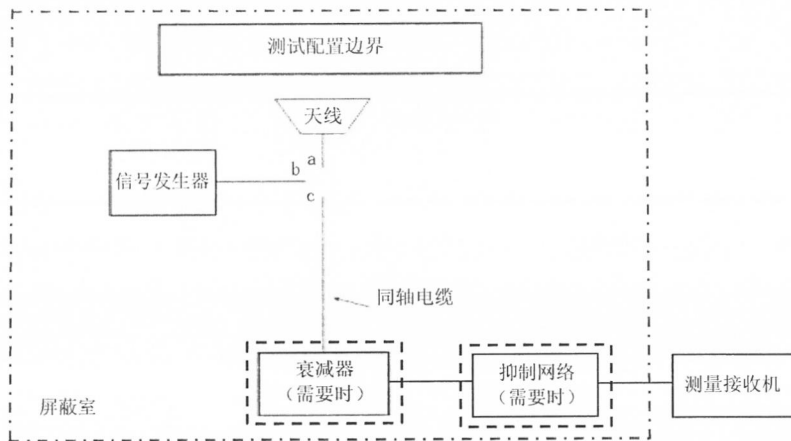 测试配置边界
天线
a
b
信号发生器
c
同轴电缆
衰减器
(需要时)
抑制网络
(需要时)
测量接收机
屏蔽室